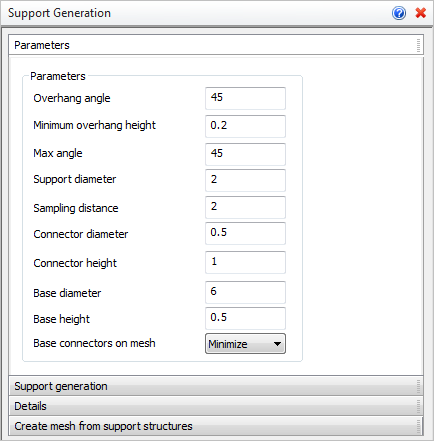 Support Generation
Parameters
Parameters
Overhang angle 45
Minimum overhang height 0.2
Max angle 45
Support diameter 2
Sampling distance 2
Connector diameter 0.5
Connector height 1
Base diameter 6
Base height 0.5
Base connectors on mesh Minimize
Support generation
Details
Create mesh from support structures